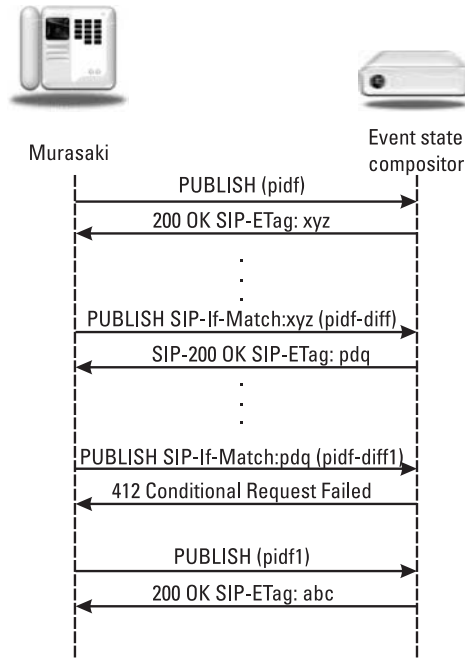 Murasaki
Event state
compositor
PUBLISH (pidf)
200 OK SIP-ETag: xyz
PUBLISH SIP-If-Match:xyz (pidf-diff)
SIP-200 OK SIP-ETag: pdq
PUBLISH SIP-If-Match:pdq (pidf-diff1)
412 Conditional Request Failed
PUBLISH (pidf1)
200 OK SIP-ETag: abc